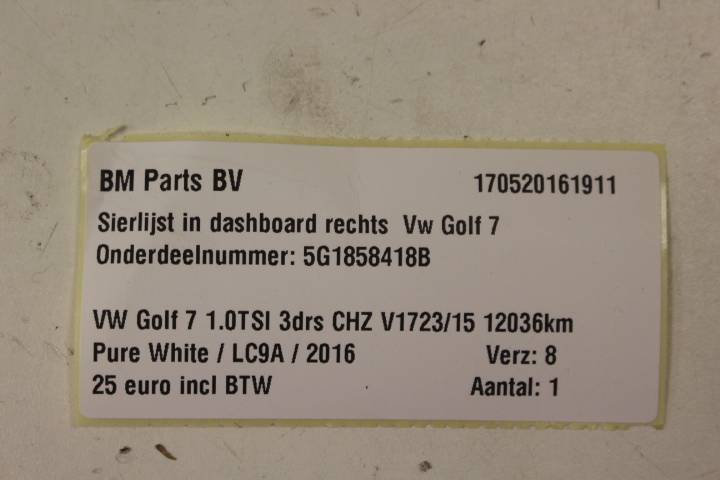 BM Parts BV 170520161911
Sierlijst in dashboard rechts Vw Golf 7
Onderdeelnummer: 5G1858418B
VW Golf 7 1.0TSI 3drs CHZ V1723/15 12036km
Pure White / LC9A / 2016 Verz: 8
25 euro incl BTW Aantal: 1